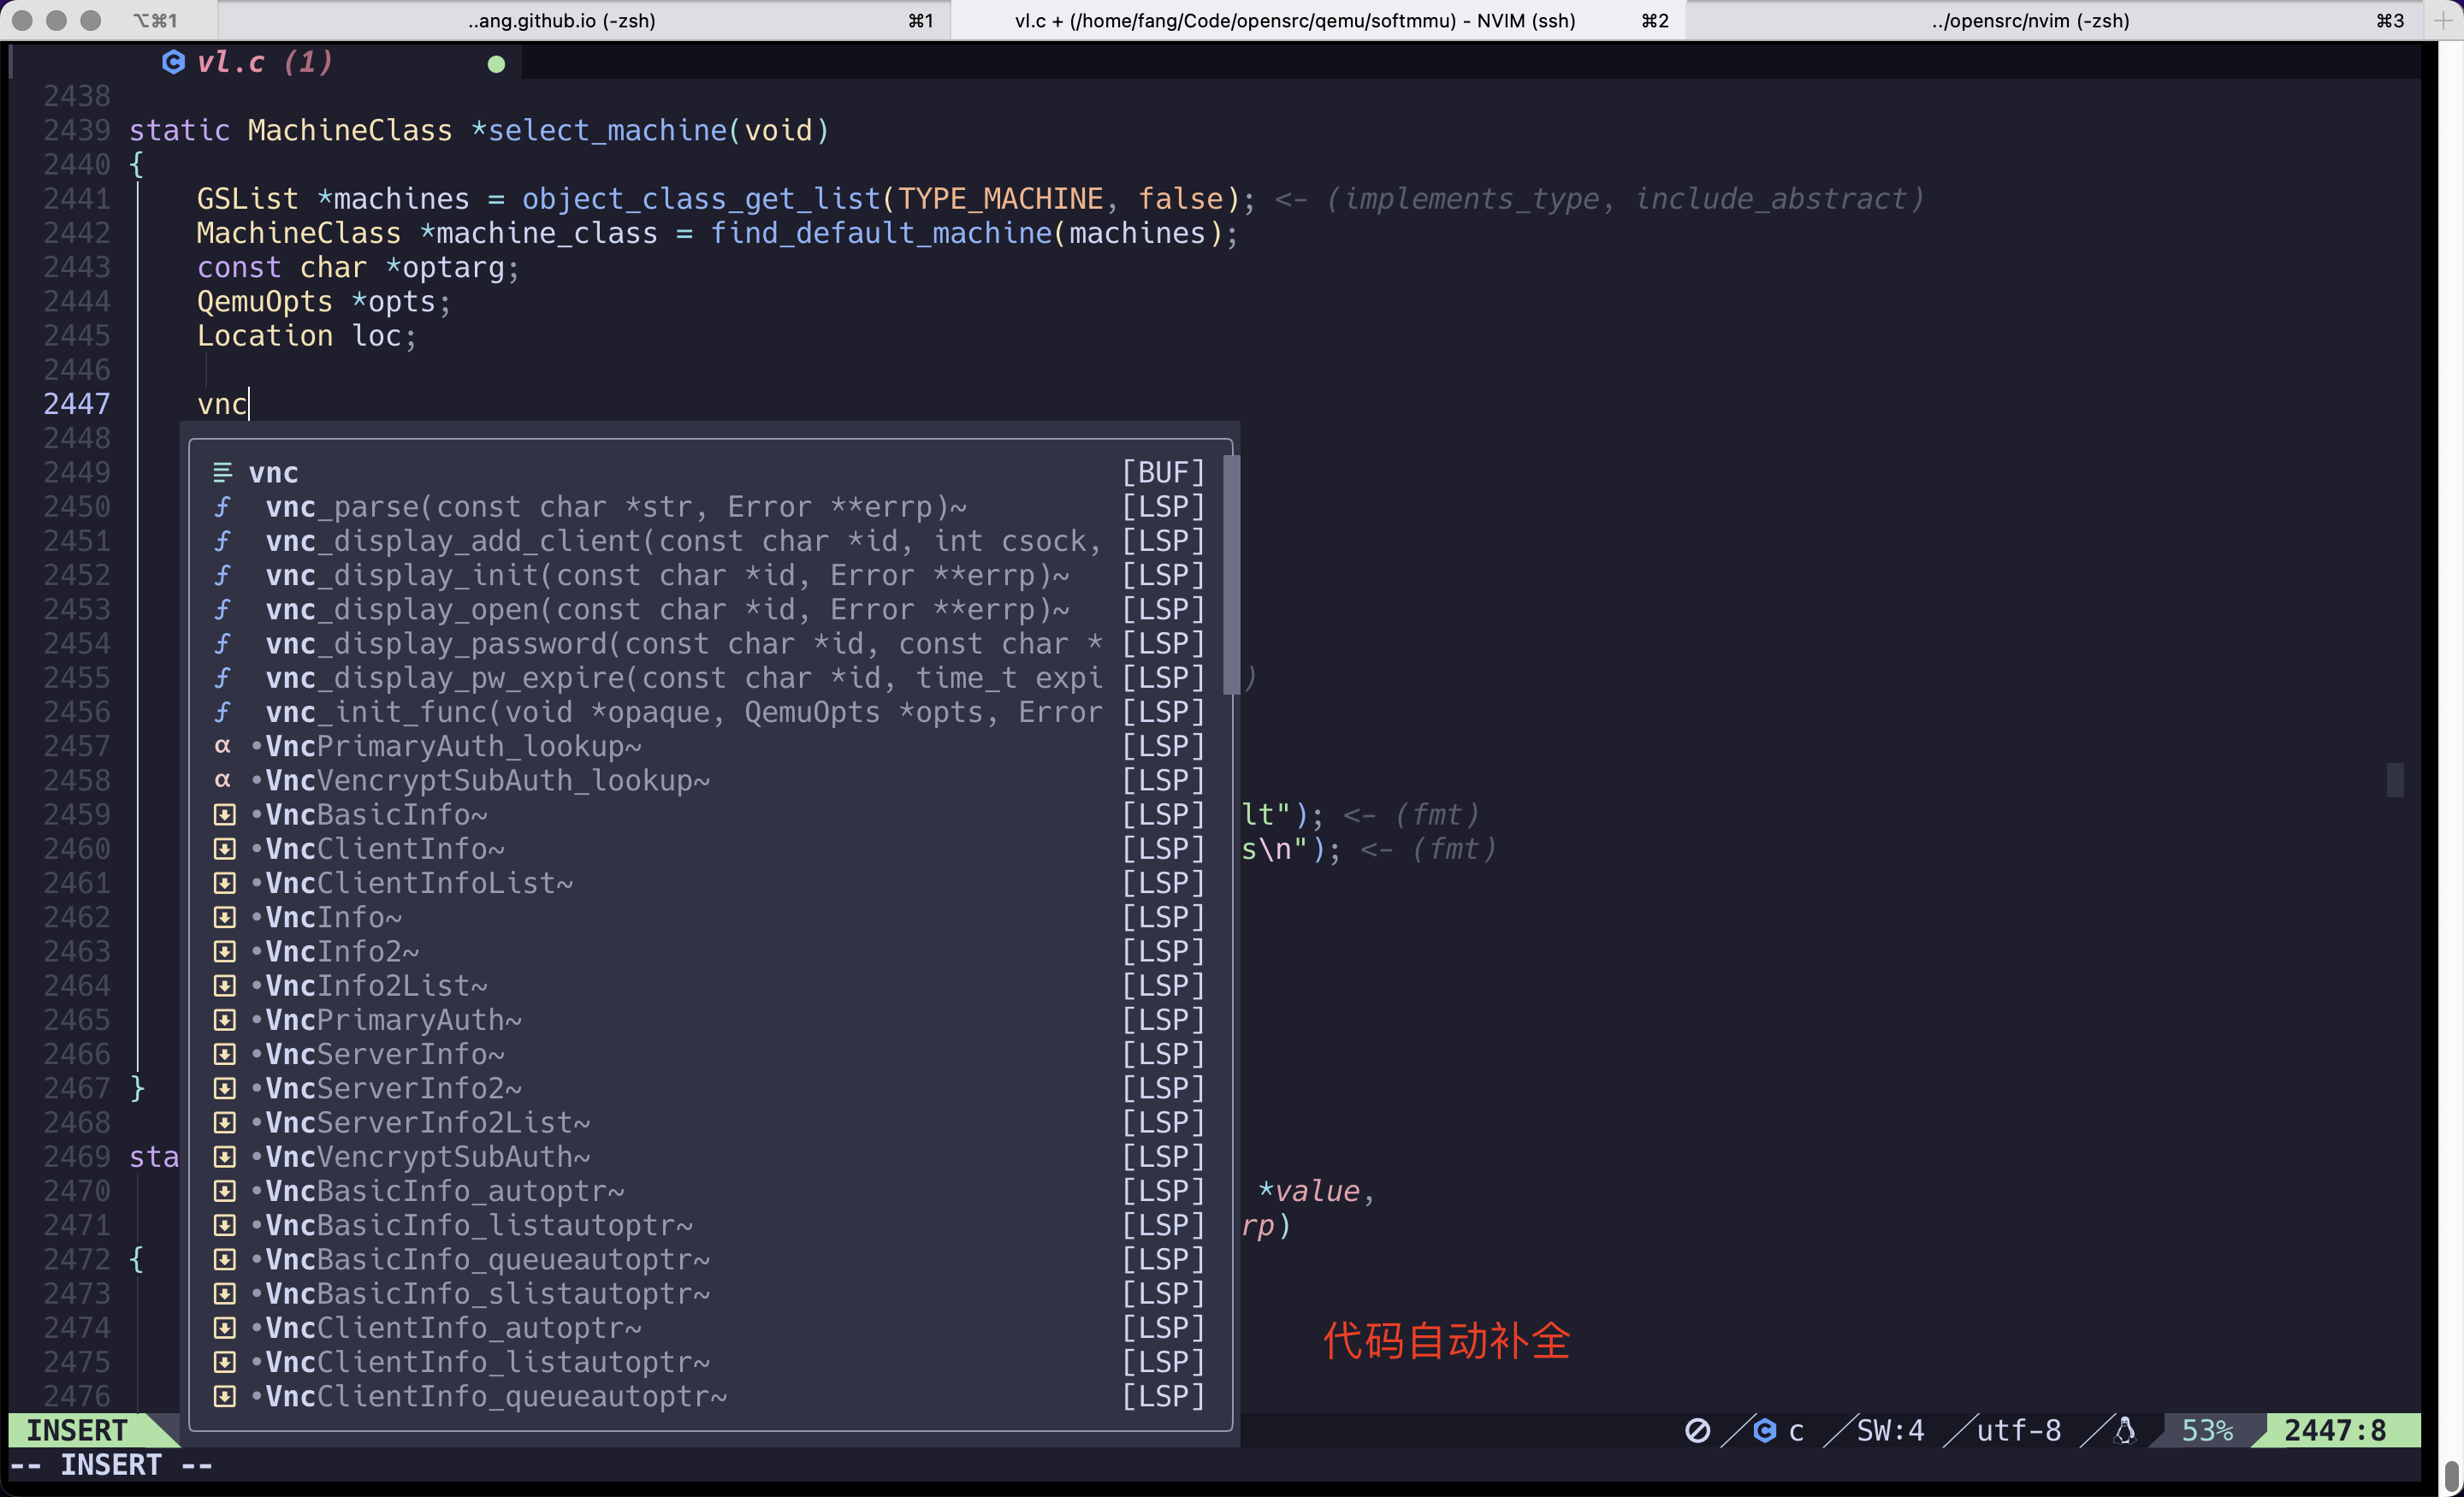 ⌥⌘1 ..ang.github.io (-zsh) ⌘1 vl.c + (/home/fang/Code/opensrc/qemu/softmmu) - NVIM (ssh) ⌘2 ../opensrc/nvim (-zsh) ⌘3
vl.c (1)
2438
2439 static MachineClass *select_machine(void)
2440 {
2441 GSList *machines = object_class_get_list(TYPE_MACHINE, false); <- (implements_type, include_abstract)
2442 MachineClass *machine_class = find_default_machine(machines);
2443 const char *optarg;
2444 QemuOpts *opts;
2445 Location loc;
2446
2447 vnc
2448
2449 vnc [BUF]
2450 ƒ vnc_parse(const char *str, Error **errp)~ [LSP]
2451 ƒ vnc_display_add_client(const char *id, int csock, [LSP]
2452 ƒ vnc_display_init(const char *id, Error **errp)~ [LSP]
2453 ƒ vnc_display_open(const char *id, Error **errp)~ [LSP]
2454 ƒ vnc_display_password(const char *id, const char * [LSP]
2455 ƒ vnc_display_pw_expire(const char *id, time_t expi [LSP] )
2456 ƒ vnc_init_func(void *opaque, QemuOpts *opts, Error [LSP]
2457 α •VncPrimaryAuth_lookup~ [LSP]
2458 α •VncVencryptSubAuth_lookup~ [LSP]
2459 •VncBasicInfo~ [LSP] lt"); <- (fmt)
2460 •VncClientInfo~ [LSP] s\n"); <- (fmt)
2461 •VncClientInfoList~ [LSP]
2462 •VncInfo~ [LSP]
2463 •VncInfo2~ [LSP]
2464 •VncInfo2List~ [LSP]
2465 •VncPrimaryAuth~ [LSP]
2466 •VncServerInfo~ [LSP]
2467 } •VncServerInfo2~ [LSP]
2468 •VncServerInfo2List~ [LSP]
2469 sta •VncVencryptSubAuth~ [LSP]
2470 •VncBasicInfo_autoptr~ [LSP] *value,
2471 •VncBasicInfo_listautoptr~ [LSP] rp)
2472 { •VncBasicInfo_queueautoptr~ [LSP]
2473 •VncBasicInfo_slistautoptr~ [LSP]
2474 •VncClientInfo_autoptr~ [LSP] 代码自动补全
2475 •VncClientInfo_listautoptr~ [LSP]
2476 •VncClientInfo_queueautoptr~ [LSP]
INSERT c SW:4 utf-8 53% 2447:8
-- INSERT --